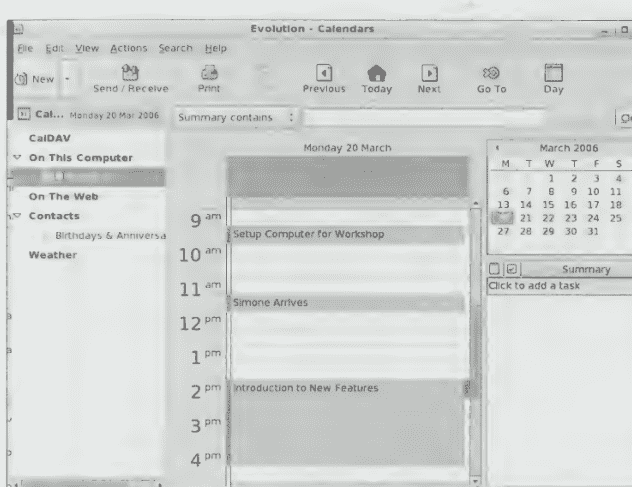 Evolution - Calendars
File Edit View Actions Search Help
New
Send / Receive
Print
Previous
Today
Next
Go To
Day
Cal... Monday 20 Mar 2006
Summary contains
CalDAV
On This Computer
On The Web
Contacts
Birthdays & Anniversa
Weather
Monday 20 March
9 am
Setup Computer for Workshop
10 am
11 am
Simone Arrives
12 pm
1 pm
2 pm
Introduction to New Features
3 pm
4 pm
March 2006
M T W T F S
1 2 3 4
6 7 8 9 10 11
13 14 15 16 17 18
21 22 23 24 25
27 28 29 30 31
Summary
Click to add a task